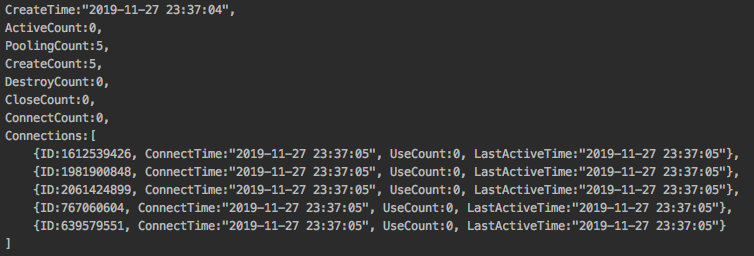 CreateTime:"2019-11-27 23:37:04",
ActiveCount:0,
PoolingCount:5,
CreateCount:5,
DestroyCount:0,
CloseCount:0,
ConnectCount:0,
Connections:[
    {ID:1612539426, ConnectTime:"2019-11-27 23:37:05", UseCount:0, LastActiveTime:"2019-11-27 23:37:05"},
    {ID:1981900848, ConnectTime:"2019-11-27 23:37:05", UseCount:0, LastActiveTime:"2019-11-27 23:37:05"},
    {ID:2061424899, ConnectTime:"2019-11-27 23:37:05", UseCount:0, LastActiveTime:"2019-11-27 23:37:05"},
    {ID:767060604, ConnectTime:"2019-11-27 23:37:05", UseCount:0, LastActiveTime:"2019-11-27 23:37:05"},
    {ID:639579551, ConnectTime:"2019-11-27 23:37:05", UseCount:0, LastActiveTime:"2019-11-27 23:37:05"}
]